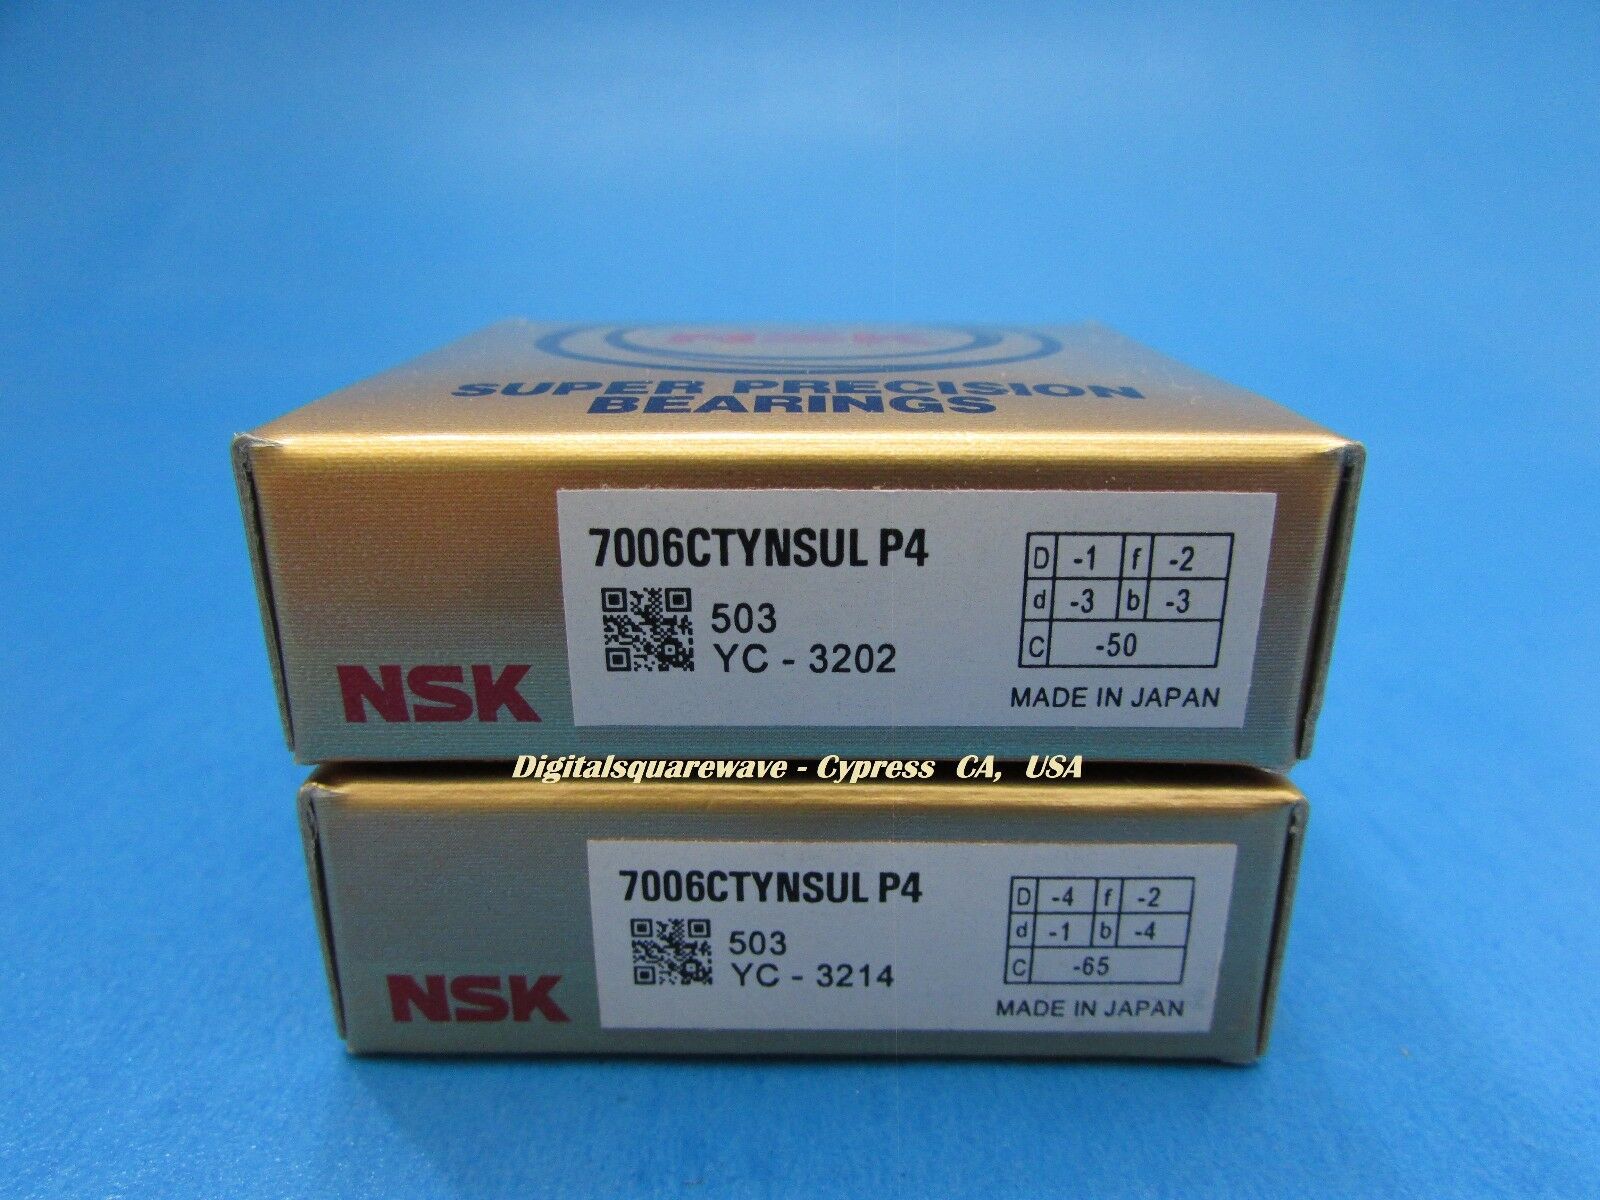 NSK
SUPER PRECISION
BEARINGS
7006CTYNSUL P4
503
YC - 3202
D -1 f -2
d -3 b -3
C -50
MADE IN JAPAN
NSK
Digitalsquarewave - Cypress CA, USA
7006CTYNSUL P4
503
YC - 3214
D -4 f -2
d -1 b -4
C -65
MADE IN JAPAN
NSK